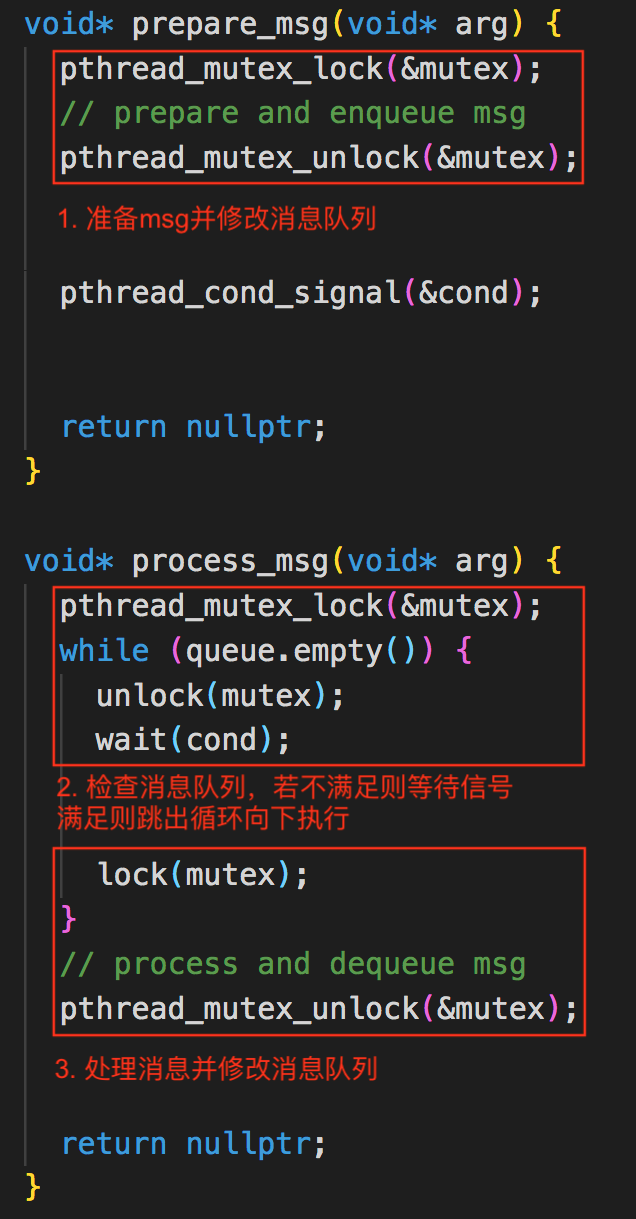 void* prepare_msg(void* arg) {
pthread_mutex_lock(&mutex);
// prepare and enqueue msg
pthread_mutex_unlock(&mutex);
1. 准备msg并修改消息队列
pthread_cond_signal(&cond);
return nullptr;
}
void* process_msg(void* arg) {
pthread_mutex_lock(&mutex);
while (queue.empty()) {
unlock(mutex);
wait(cond);
2. 检查消息队列，若不满足则等待信号
满足则跳出循环向下执行
lock(mutex);
}
// process and dequeue msg
pthread_mutex_unlock(&mutex);
3. 处理消息并修改消息队列
return nullptr;
}